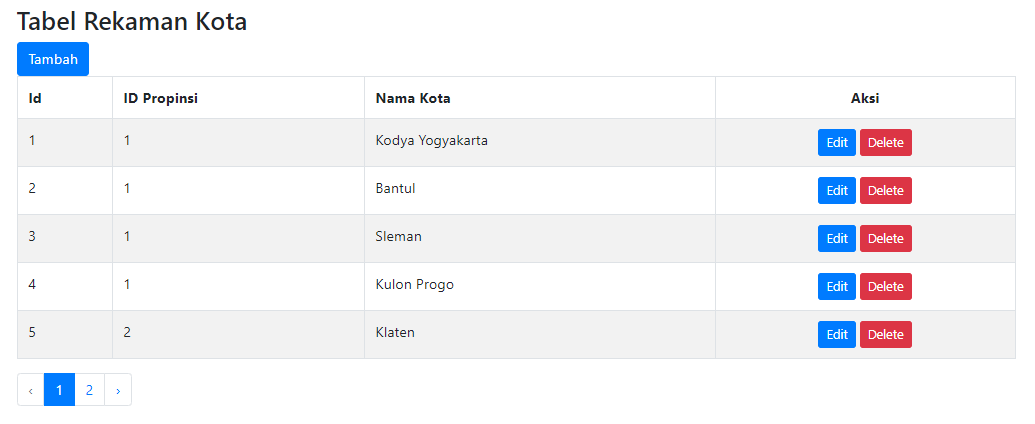 Tabel Rekaman Kota
Tambah
Id ID Propinsi Nama Kota Aksi
1 1 Kodya Yogyakarta Edit Delete
2 1 Bantul Edit Delete
3 1 Sleman Edit Delete
4 1 Kulon Progo Edit Delete
5 2 Klaten Edit Delete
‹ 1 2 ›